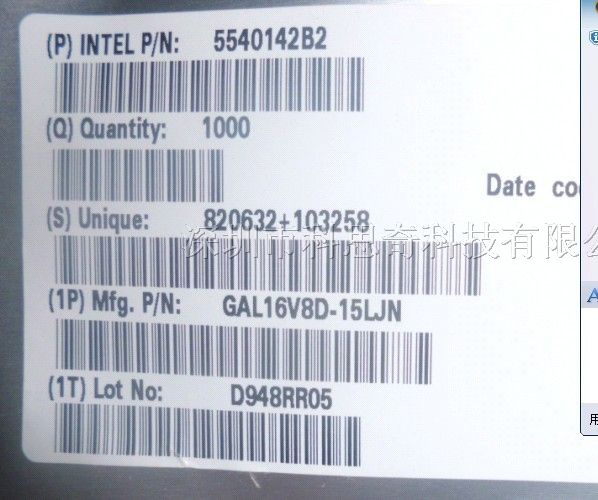 (P) INTEL P/N: 5540142B2
(Q) Quantity: 1000
Date co
(S) Unique: 820632+103258
深圳市科思奇科技有限公
(1P) Mfg. P/N: GAL16V8D-15LJN
(1T) Lot No: D948RR05
用